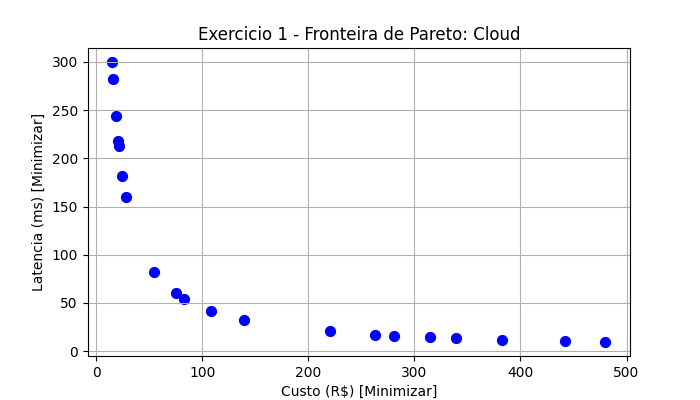 Exercicio 1 - Fronteira de Pareto: Cloud
300
250
200
150
100
50
0
Latencia (ms) [Minimizar]
0 100 200 300 400 500
Custo (R$) [Minimizar]